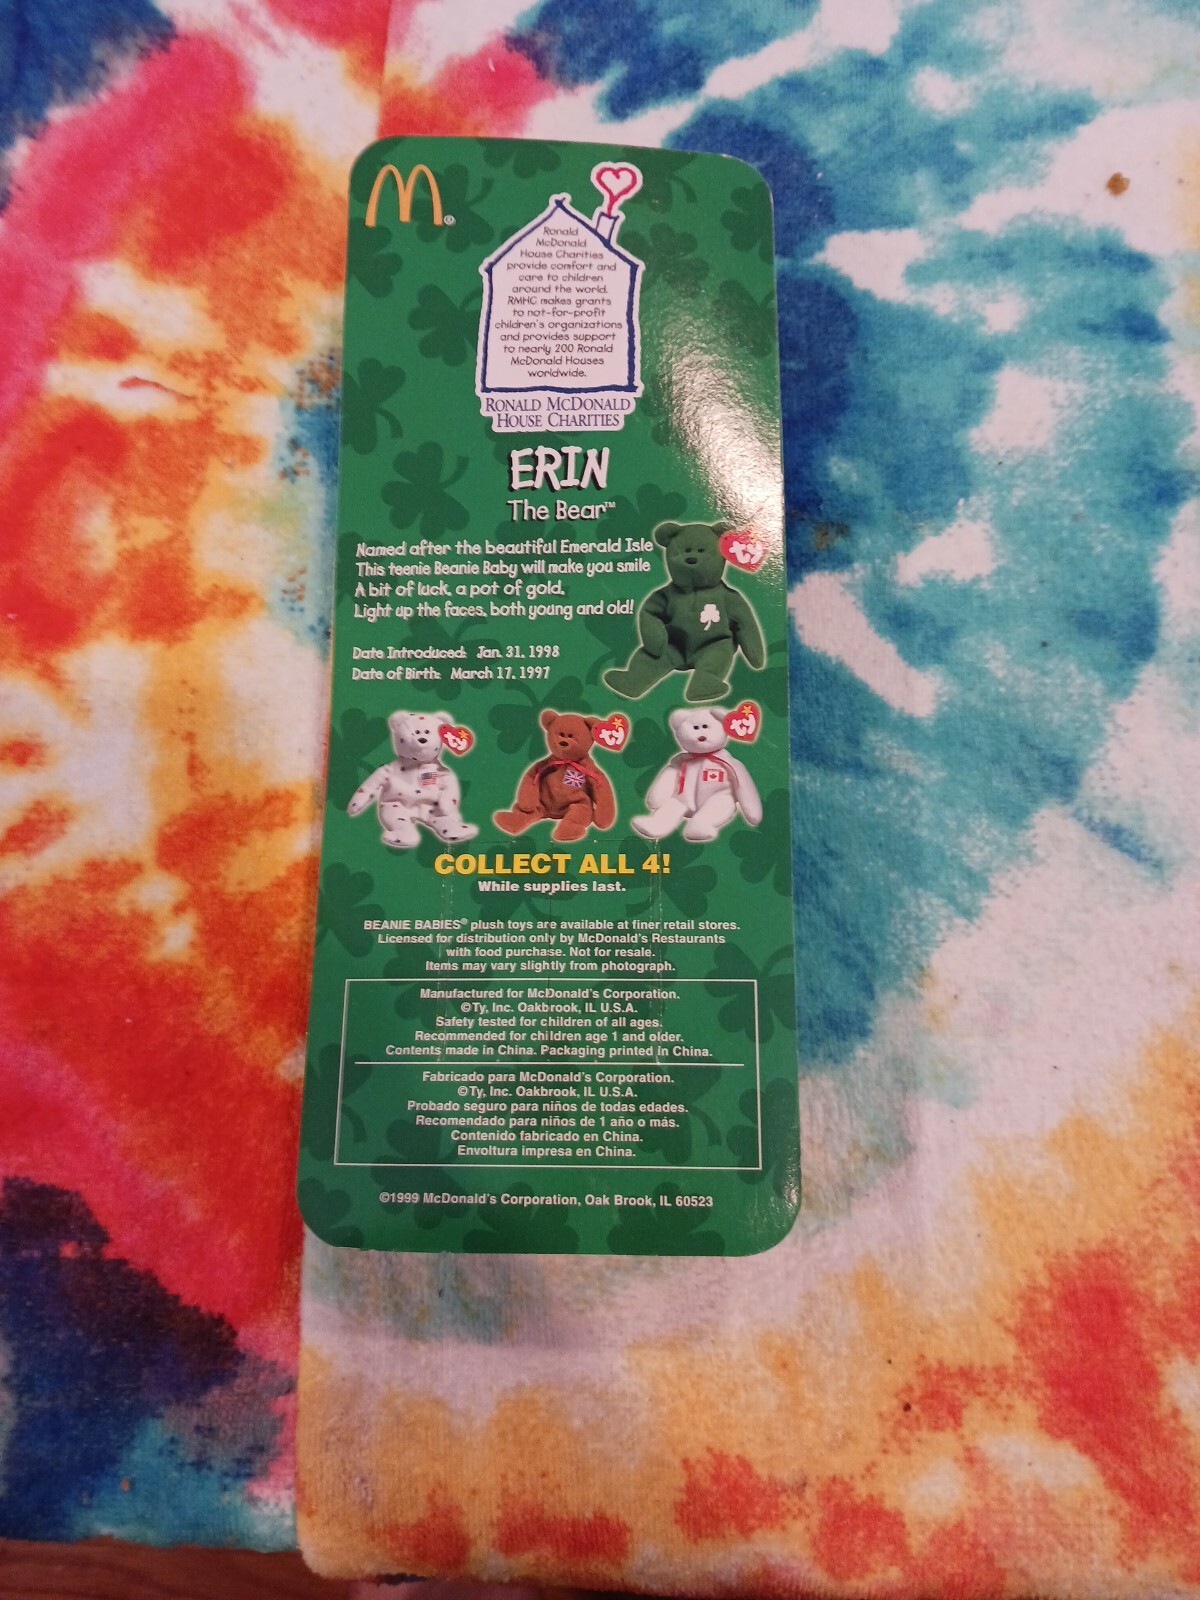 M®
Ronald
McDonald
House Charities
provide comfort and
care to children
around the world.
RMHC makes grants
to not-for-profit
children's organizations
and provides support
to nearly 200 Ronald
McDonald Houses
worldwide.
RONALD MCDONALD
HOUSE CHARITIES
ERIN
The Bear™
Named after the beautiful Emerald Isle
This teenie Beanie Baby will make you smile
A bit of luck, a pot of gold,
Light up the faces, both young and old!
ty
Date Introduced: Jan. 31, 1998
Date of Birth: March 17, 1997
ty
ty
ty
COLLECT ALL 4!
While supplies last.
BEANIE BABIES® plush toys are available at finer retail stores.
Licensed for distribution only by McDonald's Restaurants
with food purchase. Not for resale.
Items may vary slightly from photograph.
Manufactured for McDonald's Corporation.
©Ty, Inc. Oakbrook, IL U.S.A.
Safety tested for children of all ages.
Recommended for children age 1 and older.
Contents made in China. Packaging printed in China.
Fabricado para McDonald's Corporation.
©Ty, Inc. Oakbrook, IL U.S.A.
Probado seguro para niños de todas edades.
Recomendado para niños de 1 año o más.
Contenido fabricado en China.
Envoltura impresa en China.
©1999 McDonald's Corporation, Oak Brook, IL 60523